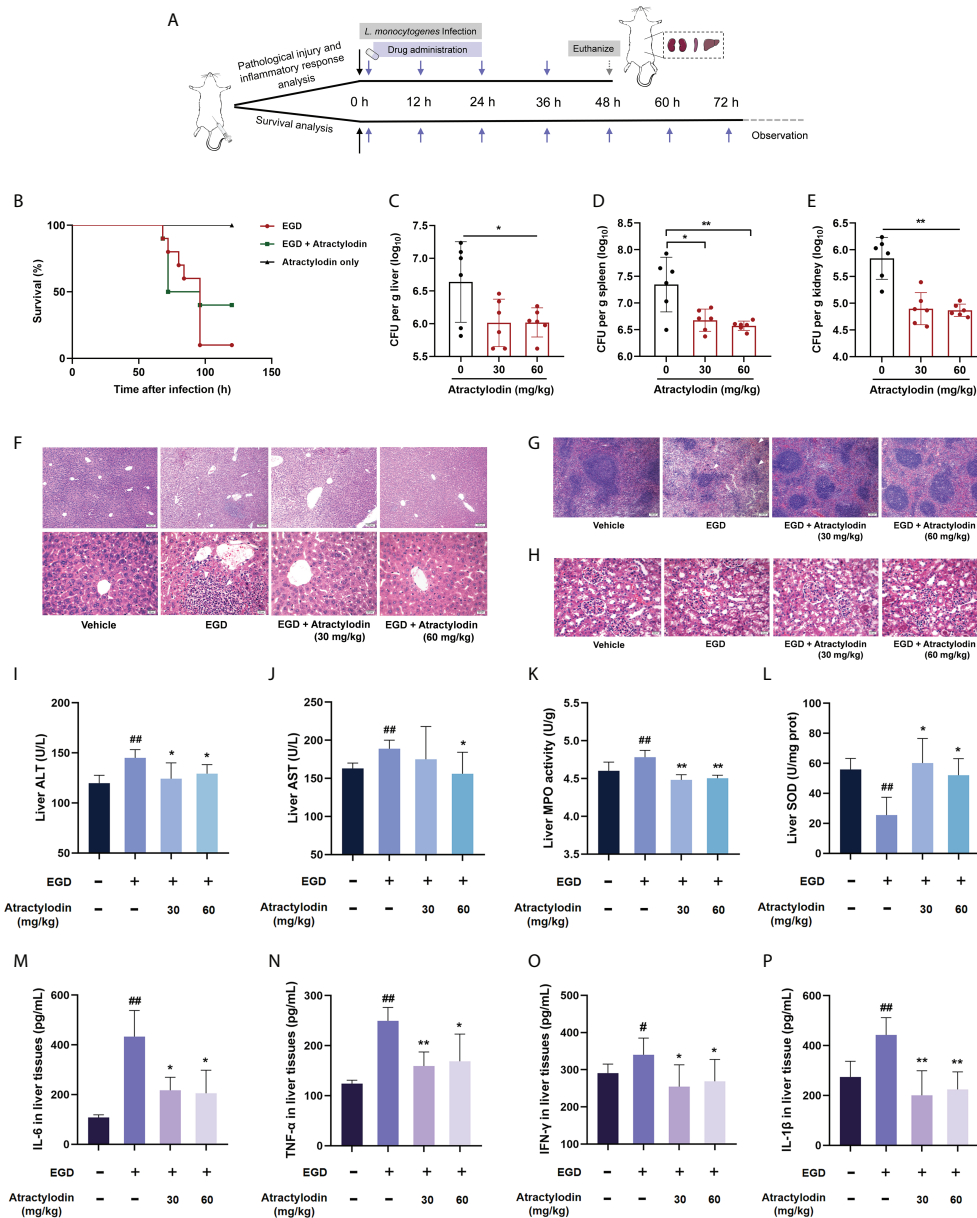 A
L. monocytogenes Infection
Drug administration
Euthanize
Pathological injury and
inflammatory response
analysis
0 h 12 h 24 h 36 h 48 h 60 h 72 h
Survival analysis
Observation
B
Survival (%)
100
50
0
0 50 100 150
Time after infection (h)
EGD
EGD + Atractylodin
Atractylodin only
C
CFU per g liver (log10)
7.5
7.0
6.5
6.0
5.5
*
0 30 60
Atractylodin (mg/kg)
D
CFU per g spleen (log10)
8.5
8.0
7.5
7.0
6.5
6.0
**
*
0 30 60
Atractylodin (mg/kg)
E
CFU per g kidney (log10)
6.5
6.0
5.5
5.0
4.5
4.0
**
0 30 60
Atractylodin (mg/kg)
F
Vehicle
EGD
EGD + Atractylodin
(30 mg/kg)
EGD + Atractylodin
(60 mg/kg)
G
Vehicle
EGD
EGD + Atractylodin
(30 mg/kg)
EGD + Atractylodin
(60 mg/kg)
H
Vehicle
EGD
EGD + Atractylodin
(30 mg/kg)
EGD + Atractylodin
(60 mg/kg)
I
Liver ALT (U/L)
200
150
100
50
## * *
EGD - + + +
Atractylodin - - 30 60
(mg/kg)
J
Liver AST (U/L)
250
200
150
100
50
## *
EGD - + + +
Atractylodin - - 30 60
(mg/kg)
K
Liver MPO activity (U/g)
5.5
5.0
4.5
4.0
3.5
## ** **
EGD - + + +
Atractylodin - - 30 60
(mg/kg)
L
Liver SOD (U/mg prot)
100
80
60
40
20
0
## * *
EGD - + + +
Atractylodin - - 30 60
(mg/kg)
M
IL-6 in liver tissues (pg/mL)
600
400
200
0
## * *
EGD - + + +
Atractylodin - - 30 60
(mg/kg)
N
TNF-α in liver tissues (pg/mL)
300
200
100
0
## ** *
EGD - + + +
Atractylodin - - 30 60
(mg/kg)
O
IFN-γ in liver tissues (pg/mL)
500
400
300
200
100
# * *
EGD - + + +
Atractylodin - - 30 60
(mg/kg)
P
IL-1β in liver tissue (pg/mL)
600
400
200
0
## ** **
EGD - + + +
Atractylodin - - 30 60
(mg/kg)